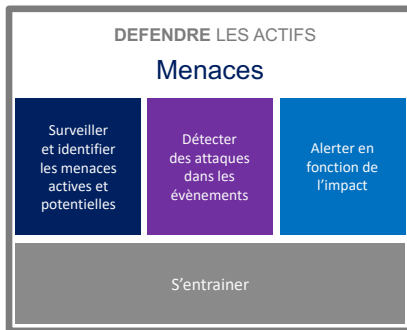 DEFENDRE LES ACTIFS
Menaces
Surveiller
et identifier
les menaces
actives et
potentielles
Détecter
des attaques
dans les
évènements
Alerter en
fonction de
l'impact
S'entrainer